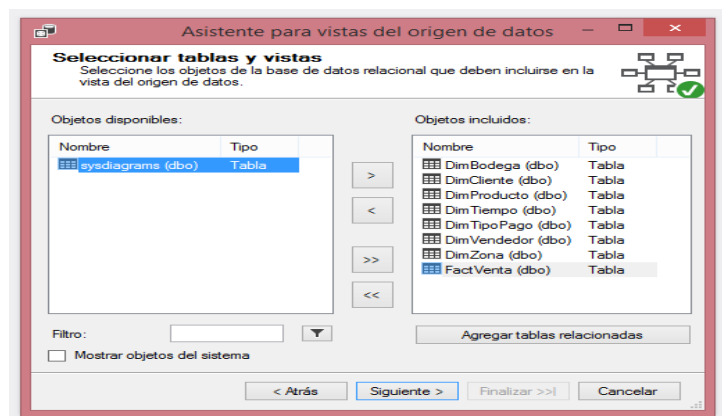 Asistente para vistas del origen de datos
Seleccionar tablas y vistas
Seleccione los objetos de la base de datos relacional que deben incluirse en la
vista del origen de datos.
Objetos disponibles:
Nombre Tipo
sysdiagrams (dbo) Tabla
>
<
>>
<<
Objetos incluidos:
Nombre Tipo
DimBodega (dbo) Tabla
DimCliente (dbo) Tabla
DimProducto (dbo) Tabla
DimTiempo (dbo) Tabla
DimTipoPago (dbo) Tabla
DimVendedor (dbo) Tabla
DimZona (dbo) Tabla
FactVenta (dbo) Tabla
Filtro:
Agregar tablas relacionadas
Mostrar objetos del sistema
< Atrás Siguiente > Finalizar >>| Cancelar